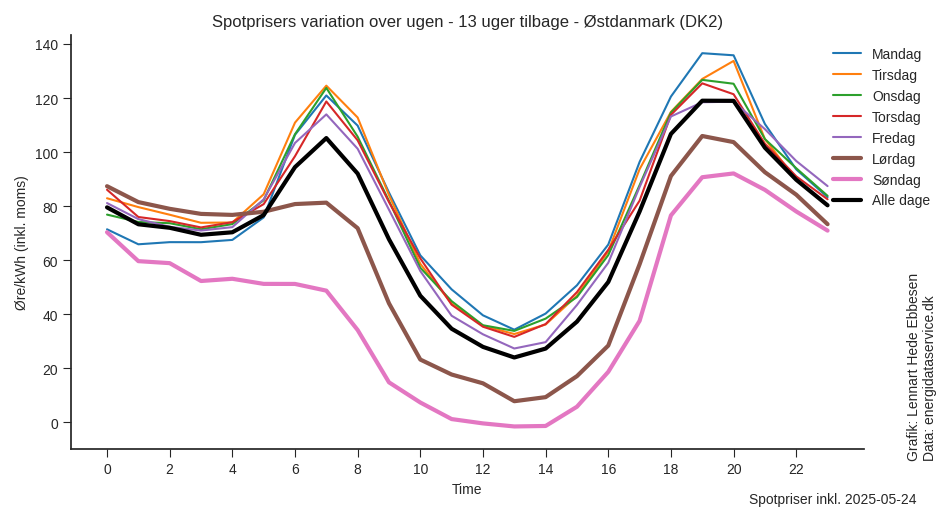 Spotprisers variation over ugen - 13 uger tilbage - Østdanmark (DK2)
140
120
100
80
60
40
20
0
Øre/kWh (inkl. moms)
0 2 4 6 8 10 12 14 16 18 20 22
Time
Mandag
Tirsdag
Onsdag
Torsdag
Fredag
Lørdag
Søndag
Alle dage
Grafik: Lennart Hede Ebbesen
Data: energidataservice.dk
Spotpriser inkl. 2025-05-24